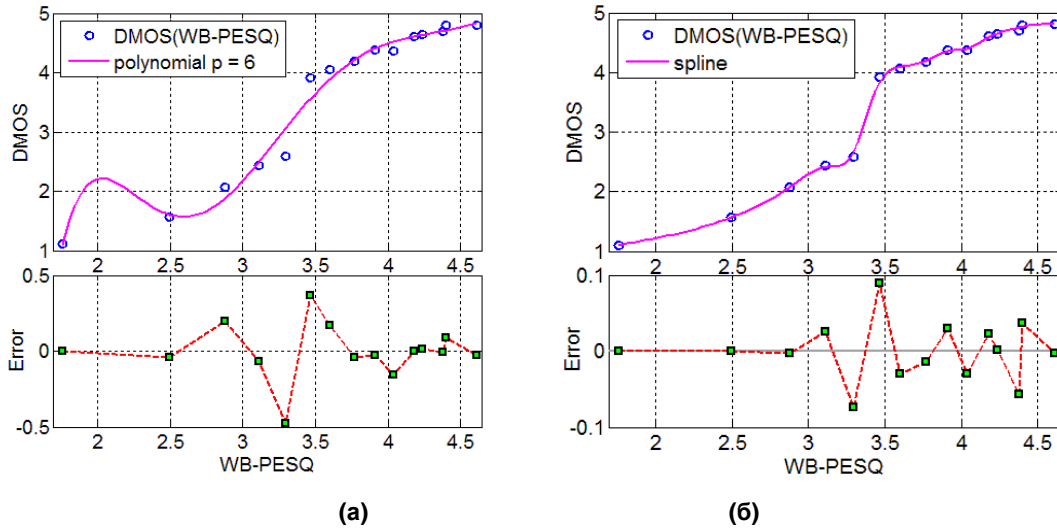 5
4
3
2
1
DMOS
DMOS(WB-PESQ)
polynomial p = 6
2 2.5 3 3.5 4 4.5
0.5
0
-0.5
Error
2 2.5 3 3.5 4 4.5
WB-PESQ
(а)
5
4
3
2
1
DMOS
DMOS(WB-PESQ)
spline
2 2.5 3 3.5 4 4.5
0.1
0
-0.1
Error
2 2.5 3 3.5 4 4.5
WB-PESQ
(б)